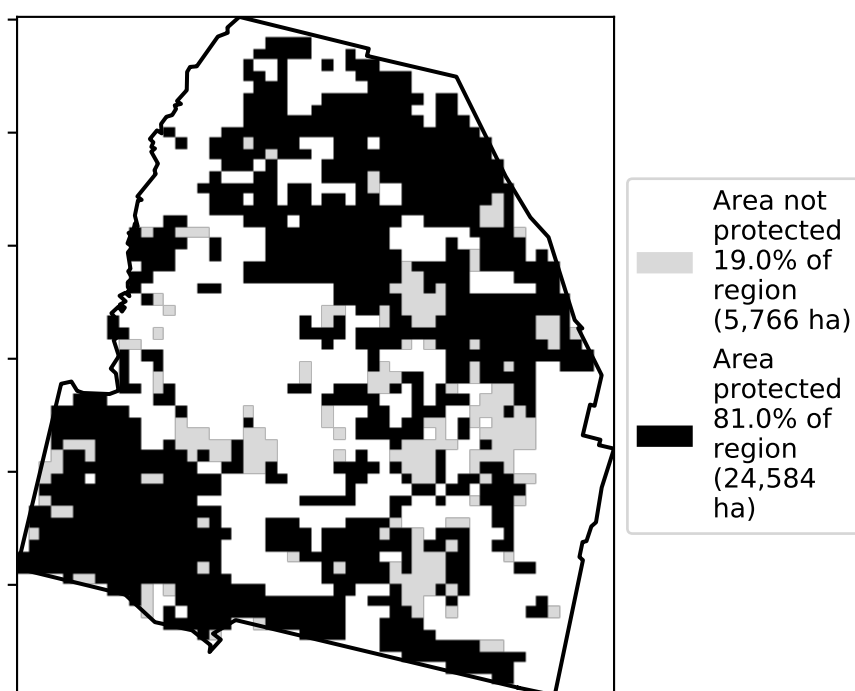 Area not
protected
19.0% of
region
(5,766 ha)
Area
protected
81.0% of
region
(24,584
ha)